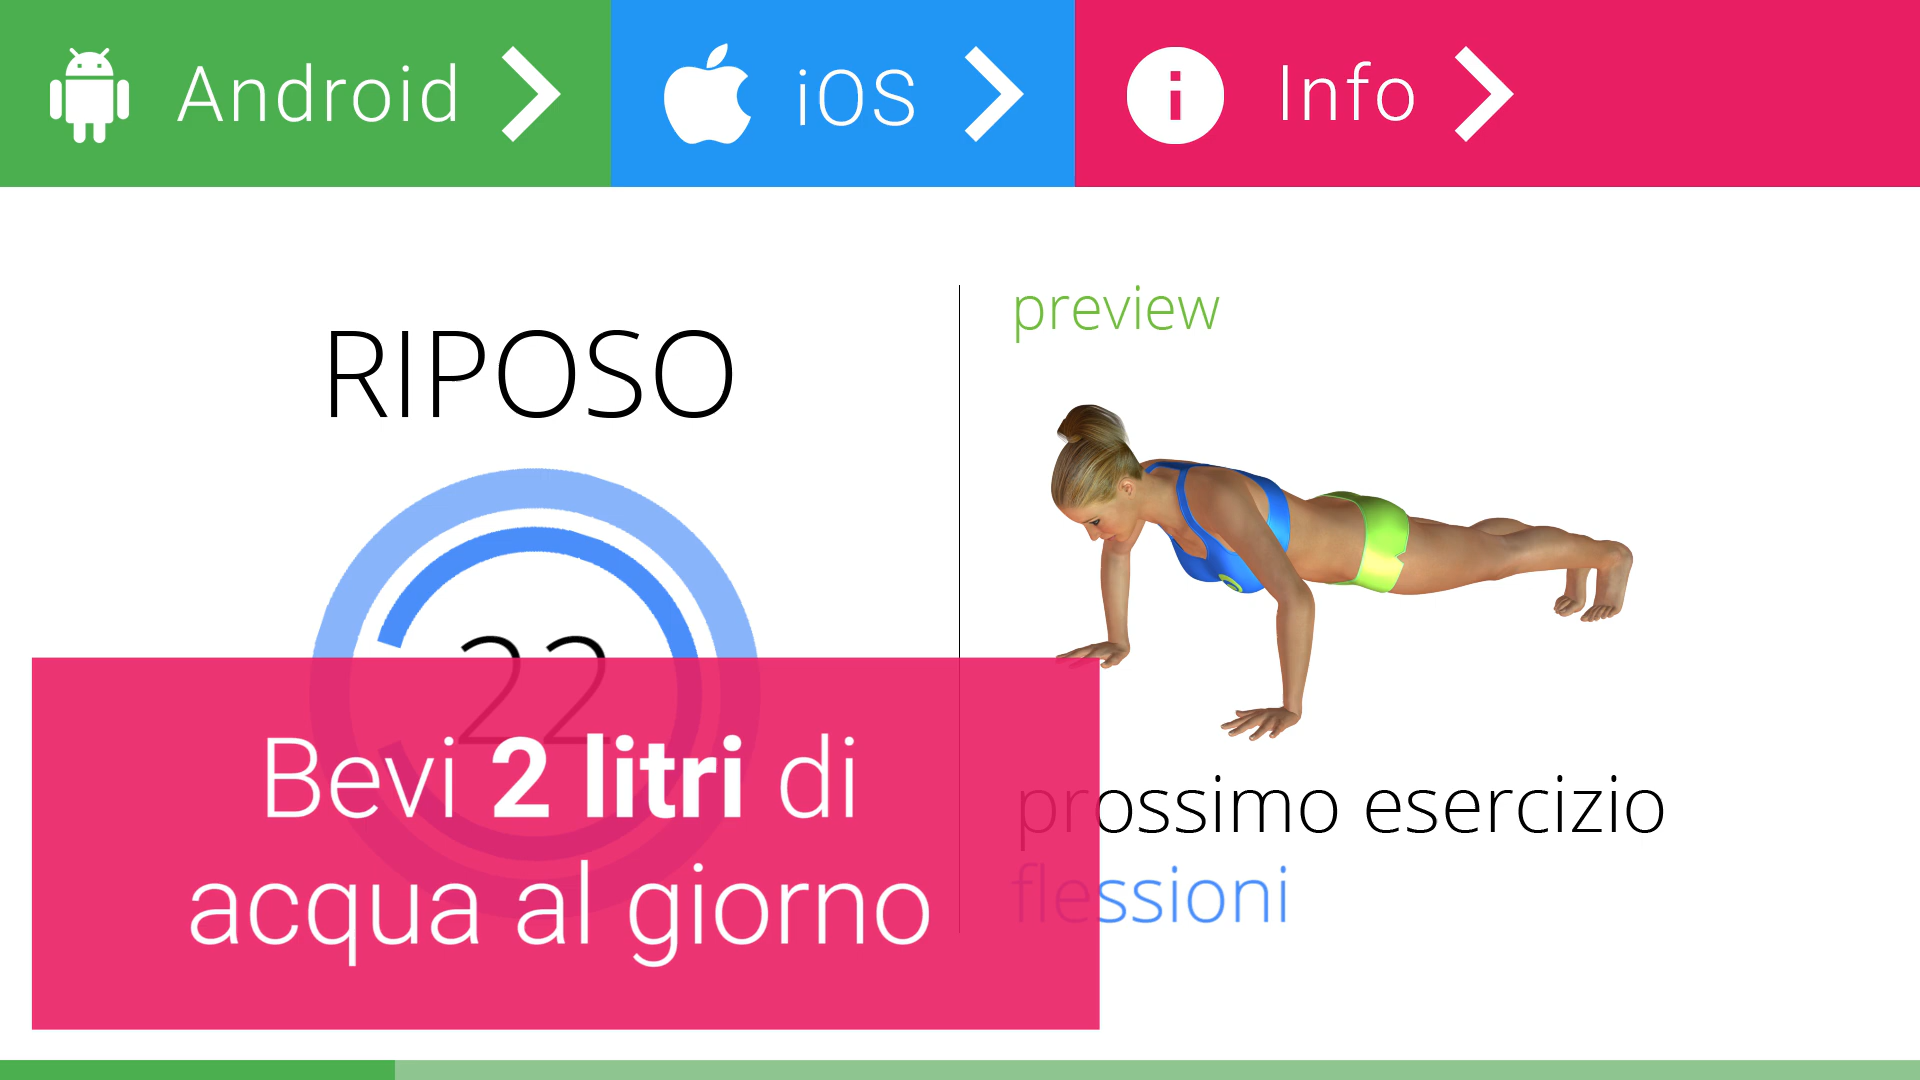 Android
iOS
Info
RIPOSO
22
preview
prossimo esercizio
flessioni
Bevi 2 litri di
acqua al giorno